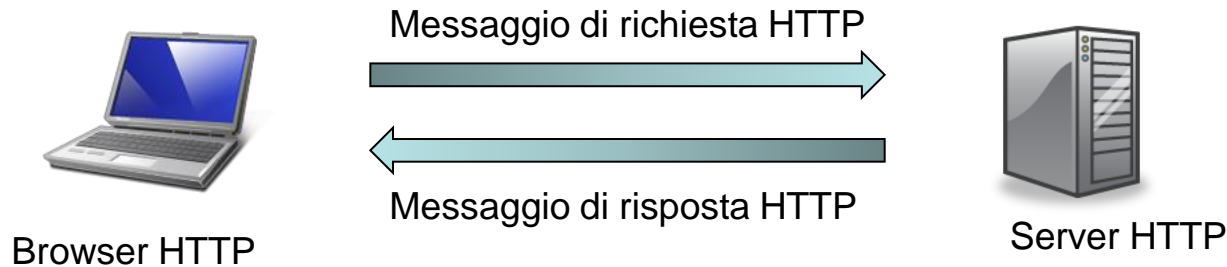 Messaggio di richiesta HTTP
Messaggio di risposta HTTP
Browser HTTP
Server HTTP